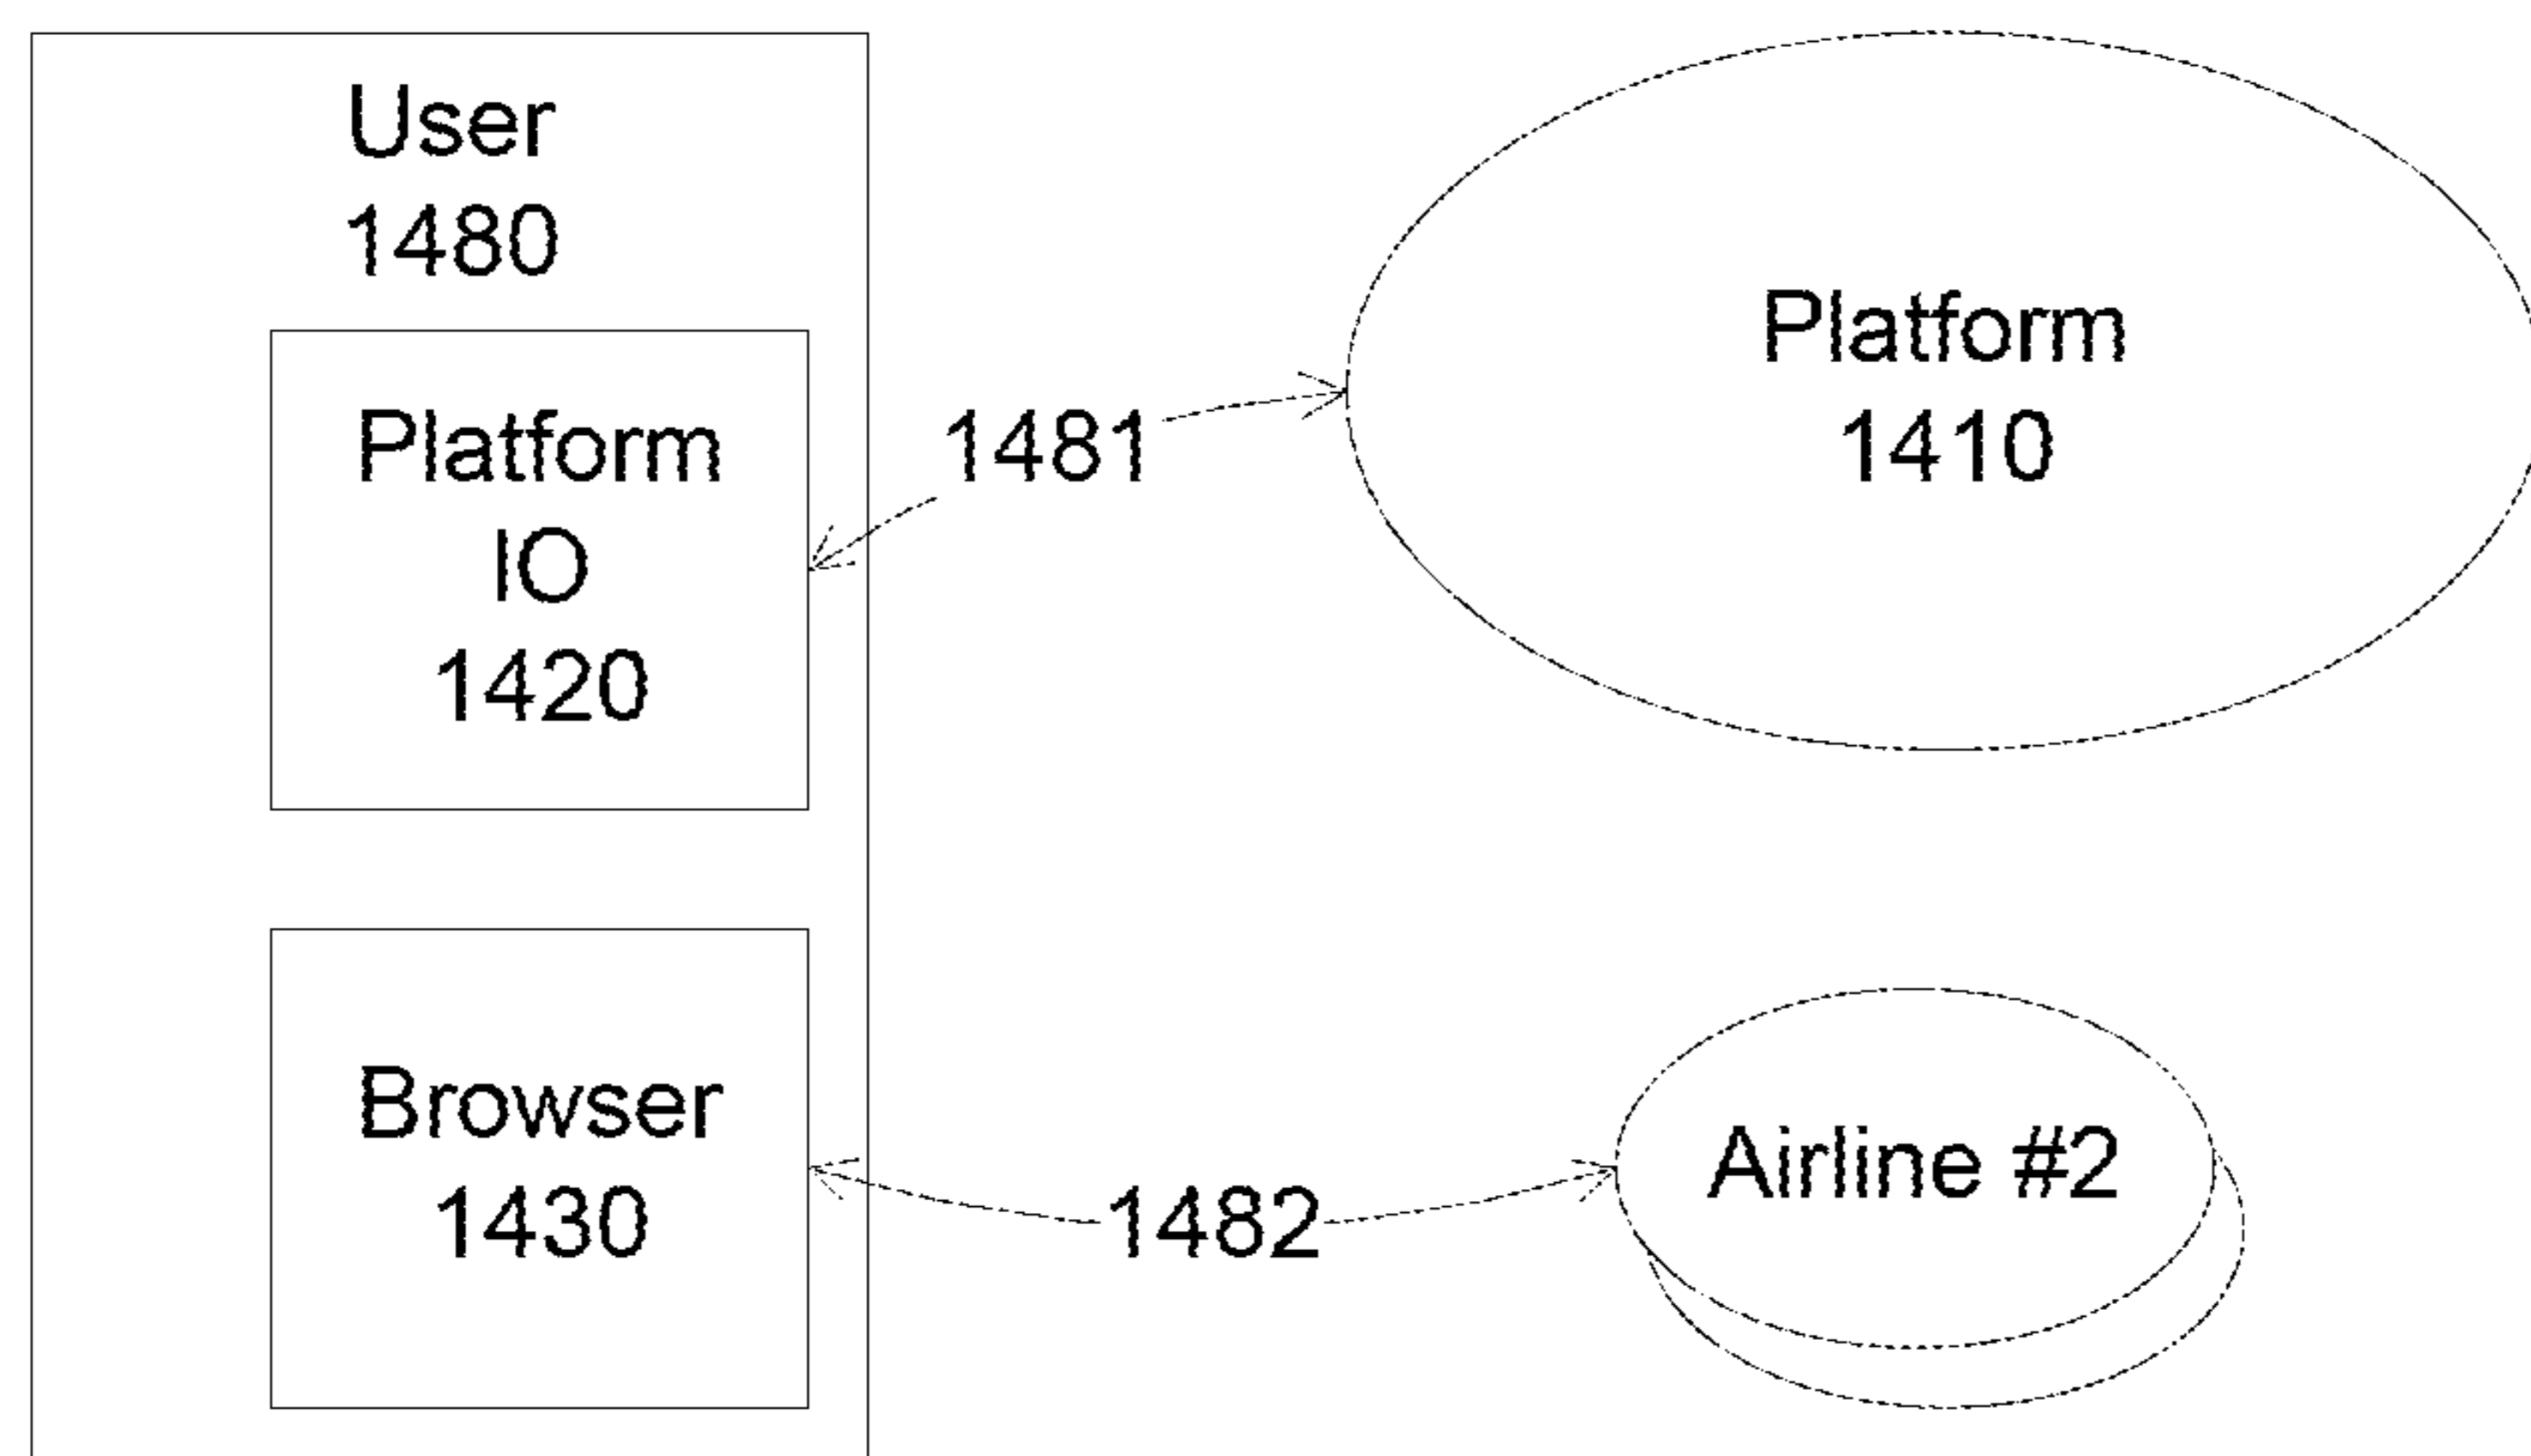 User
1480
Platform
IO
1420
1481
Platform
1410
Browser
1430
1482
Airline #2